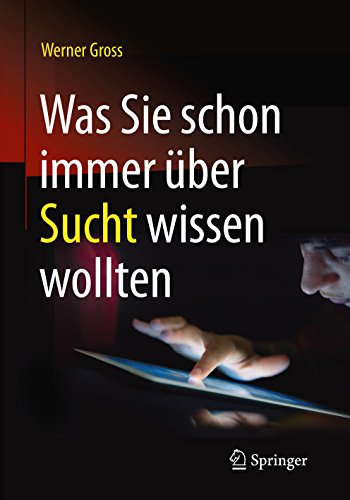 Werner Gross
Was Sie schon
immer über
Sucht wissen
wollten
Springer